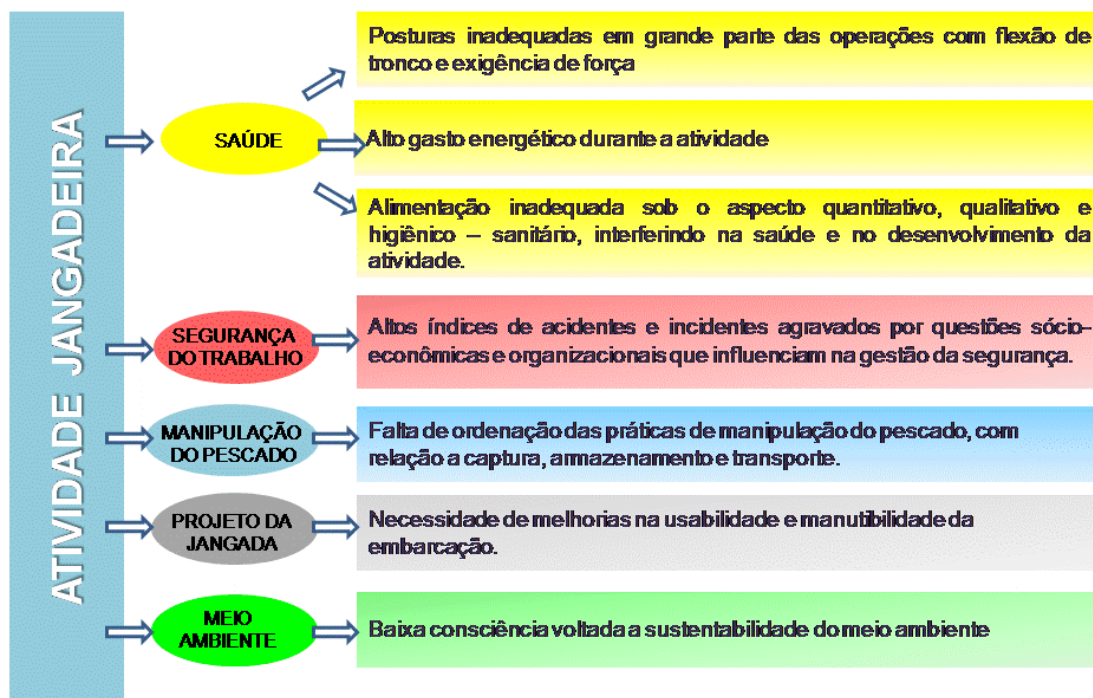 ATIVIDADE JANGADEIRA
SAÚDE
Posturas inadequadas em grande parte das operações com flexão de
tronco e exigência de força
Alto gasto energético durante a atividade
Alimentação inadequada sob o aspecto quantitativo, qualitativo e
higiênico – sanitário, interferindo na saúde e no desenvolvimento da
atividade.
SEGURANÇA
DO TRABALHO
Altos índices de acidentes e incidentes agravados por questões sócio-
econômicas e organizacionais que influenciam na gestão da segurança.
MANIPULAÇÃO
DO PESCADO
Falta de ordenação das práticas de manipulação do pescado, com
relação a captura, armazenamento e transporte.
PROJETO DA
JANGADA
Necessidade de melhorias na usabilidade e manutibilidade da
embarcação.
MEIO
AMBIENTE
Baixa consciência voltada a sustentabilidade do meio ambiente